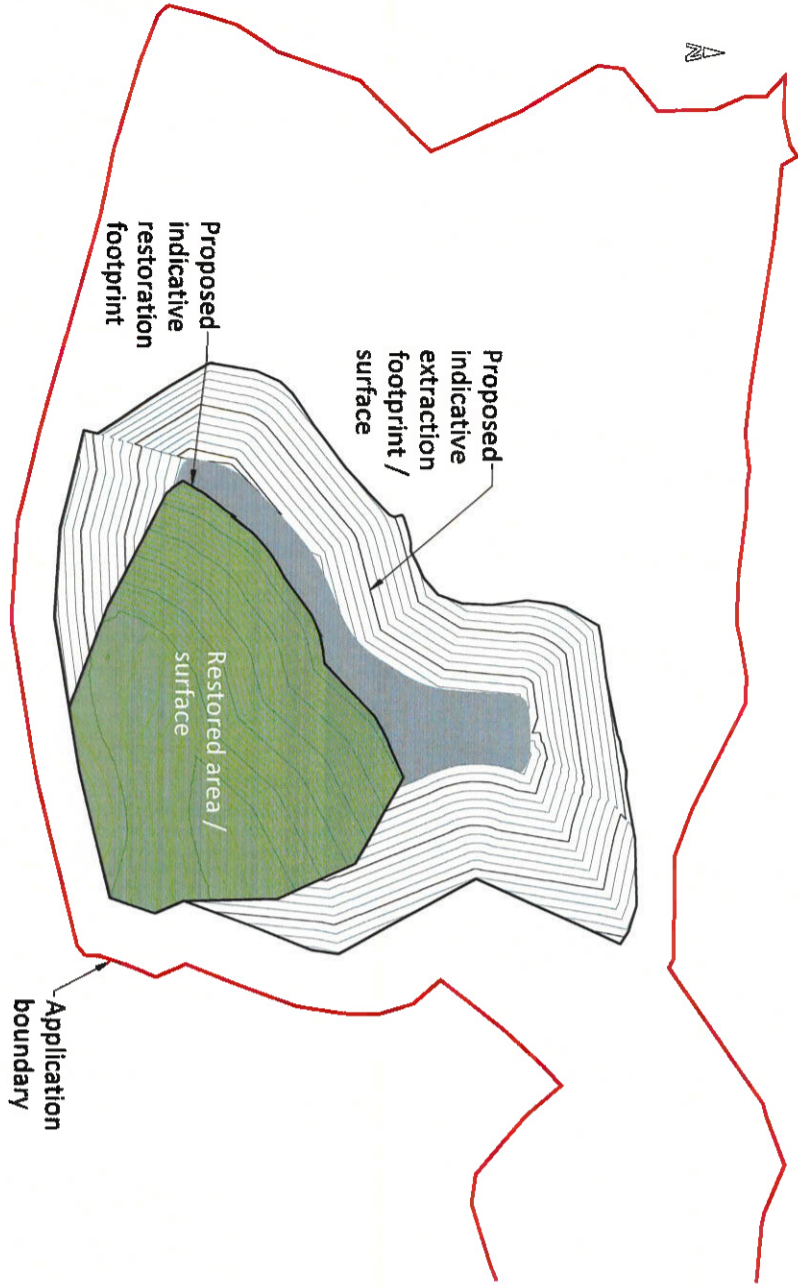 N
Proposed
indicative
extraction
footprint /
surface
Proposed
indicative
restoration
footprint
Restored area /
surface
Application
boundary